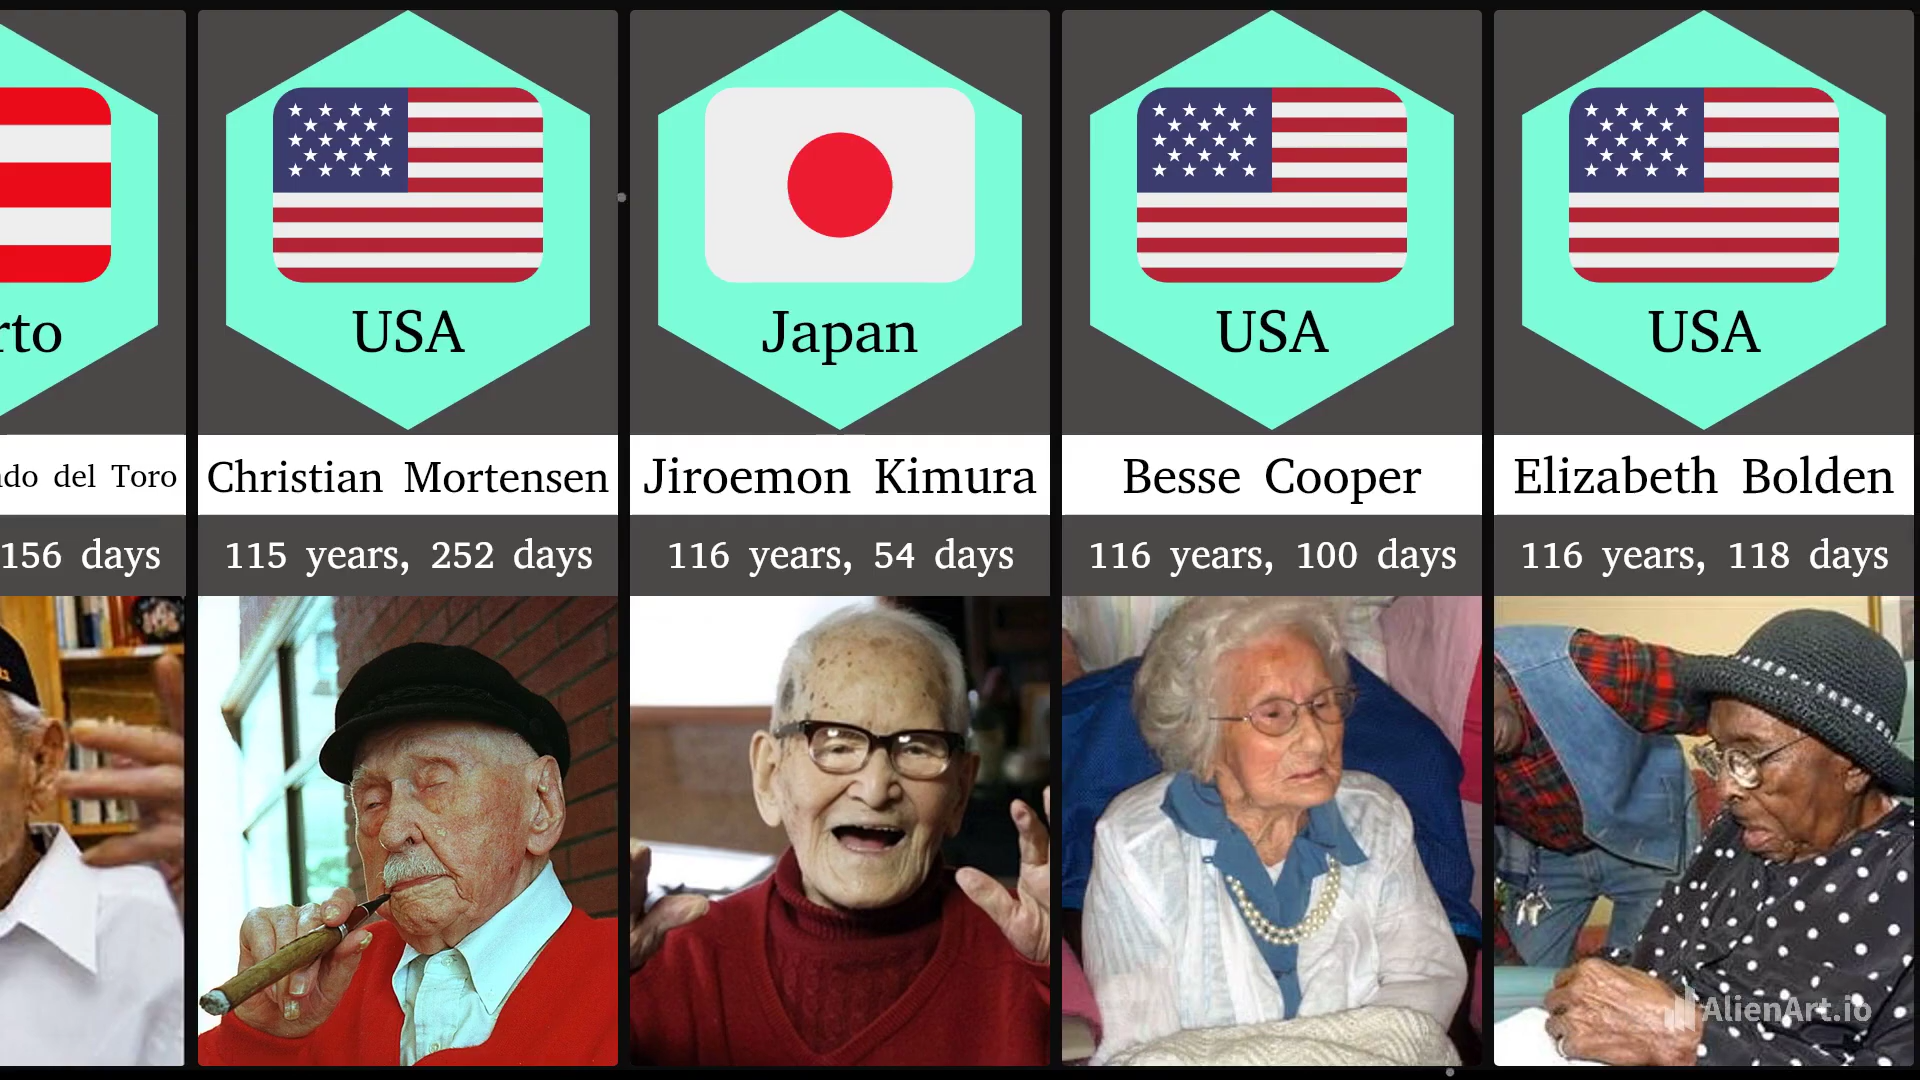 rto
USA
Japan
USA
USA
do del Toro
Christian Mortensen
Jiroemon Kimura
Besse Cooper
Elizabeth Bolden
156 days
115 years, 252 days
116 years, 54 days
116 years, 100 days
116 years, 118 days
AlienArt.io